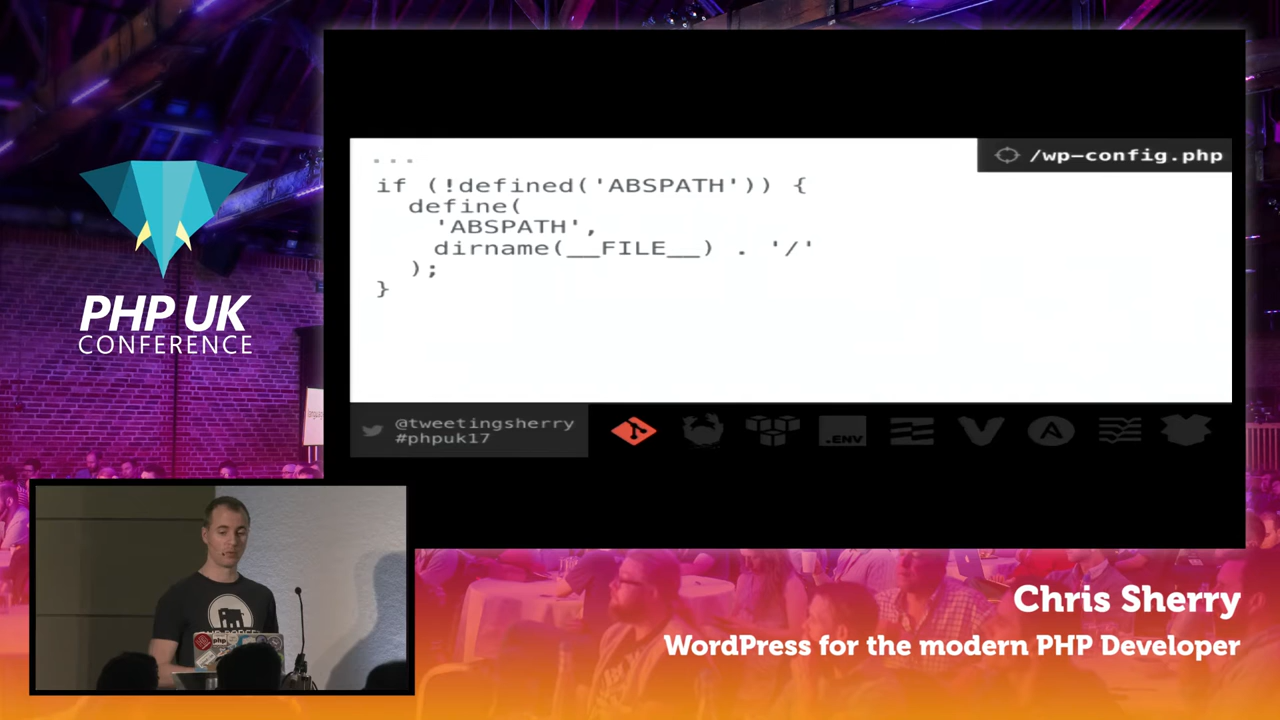 PHP UK
CONFERENCE
/wp-config.php
...
if (!defined('ABSPATH')) {
define(
'ABSPATH',
dirname(__FILE__) . '/'
);
}
@tweetingsherry
#phpuk17
.ENV
php
Chris Sherry
WordPress for the modern PHP Developer